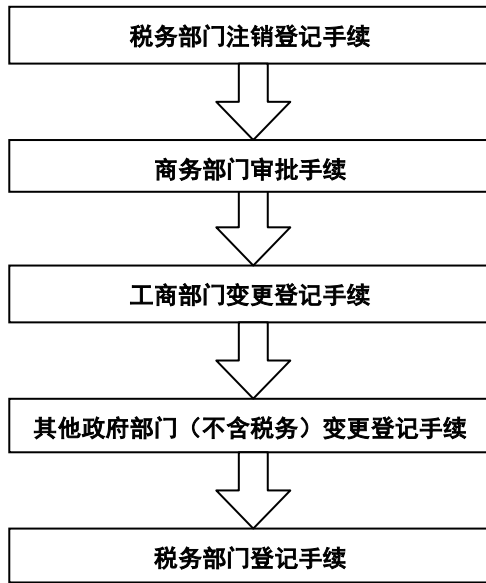 税务部门注销登记手续
商务部门审批手续
工商部门变更登记手续
其他政府部门（不含税务）变更登记手续
税务部门登记手续